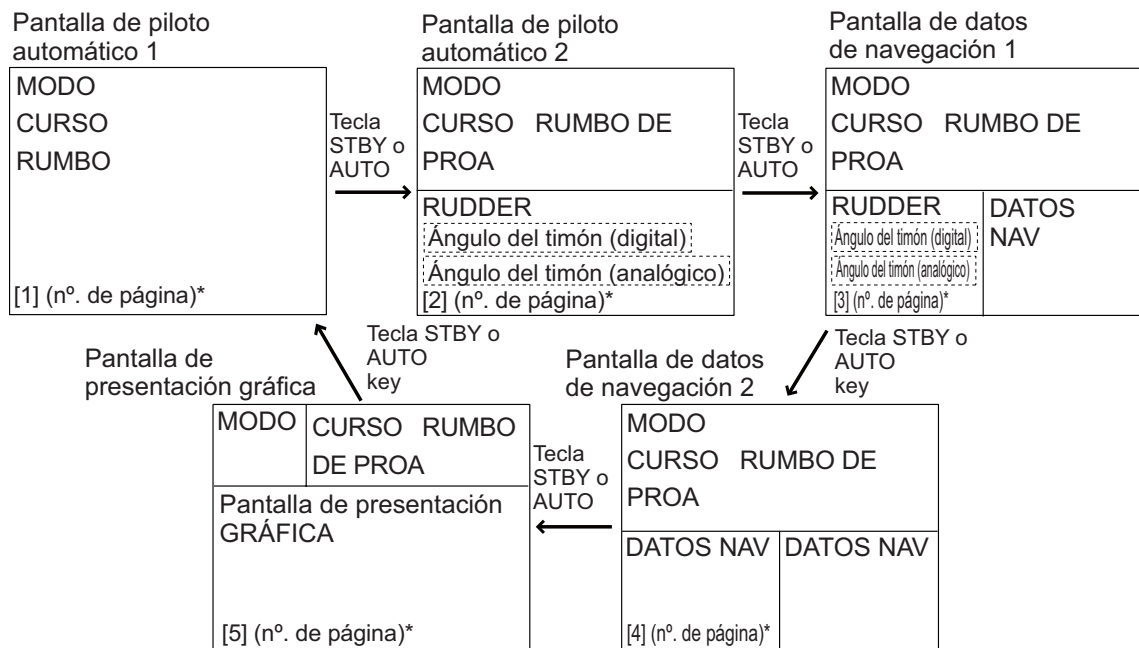 Pantalla de piloto
automático 1
MODO
CURSO
RUMBO
[1] (nº. de página)*
Tecla
STBY o
AUTO
Pantalla de piloto
automático 2
MODO
CURSO RUMBO DE
PROA
RUDDER
Ángulo del timón (digital)
Ángulo del timón (analógico)
[2] (nº. de página)*
Tecla
STBY o
AUTO
Pantalla de datos
de navegación 1
MODO
CURSO RUMBO DE
PROA
RUDDER
Ángulo del timón (digital)
Ángulo del timón (analógico)
[3] (nº. de página)*
DATOS
NAV
Tecla STBY o
AUTO
key
Pantalla de datos
de navegación 2
MODO
CURSO RUMBO DE
PROA
DATOS NAV
[4] (nº. de página)*
DATOS NAV
Tecla
STBY o
AUTO
Pantalla de
presentación gráfica
MODO
CURSO RUMBO
DE PROA
Pantalla de presentación
GRÁFICA
[5] (nº. de página)*
Tecla STBY o
AUTO
key